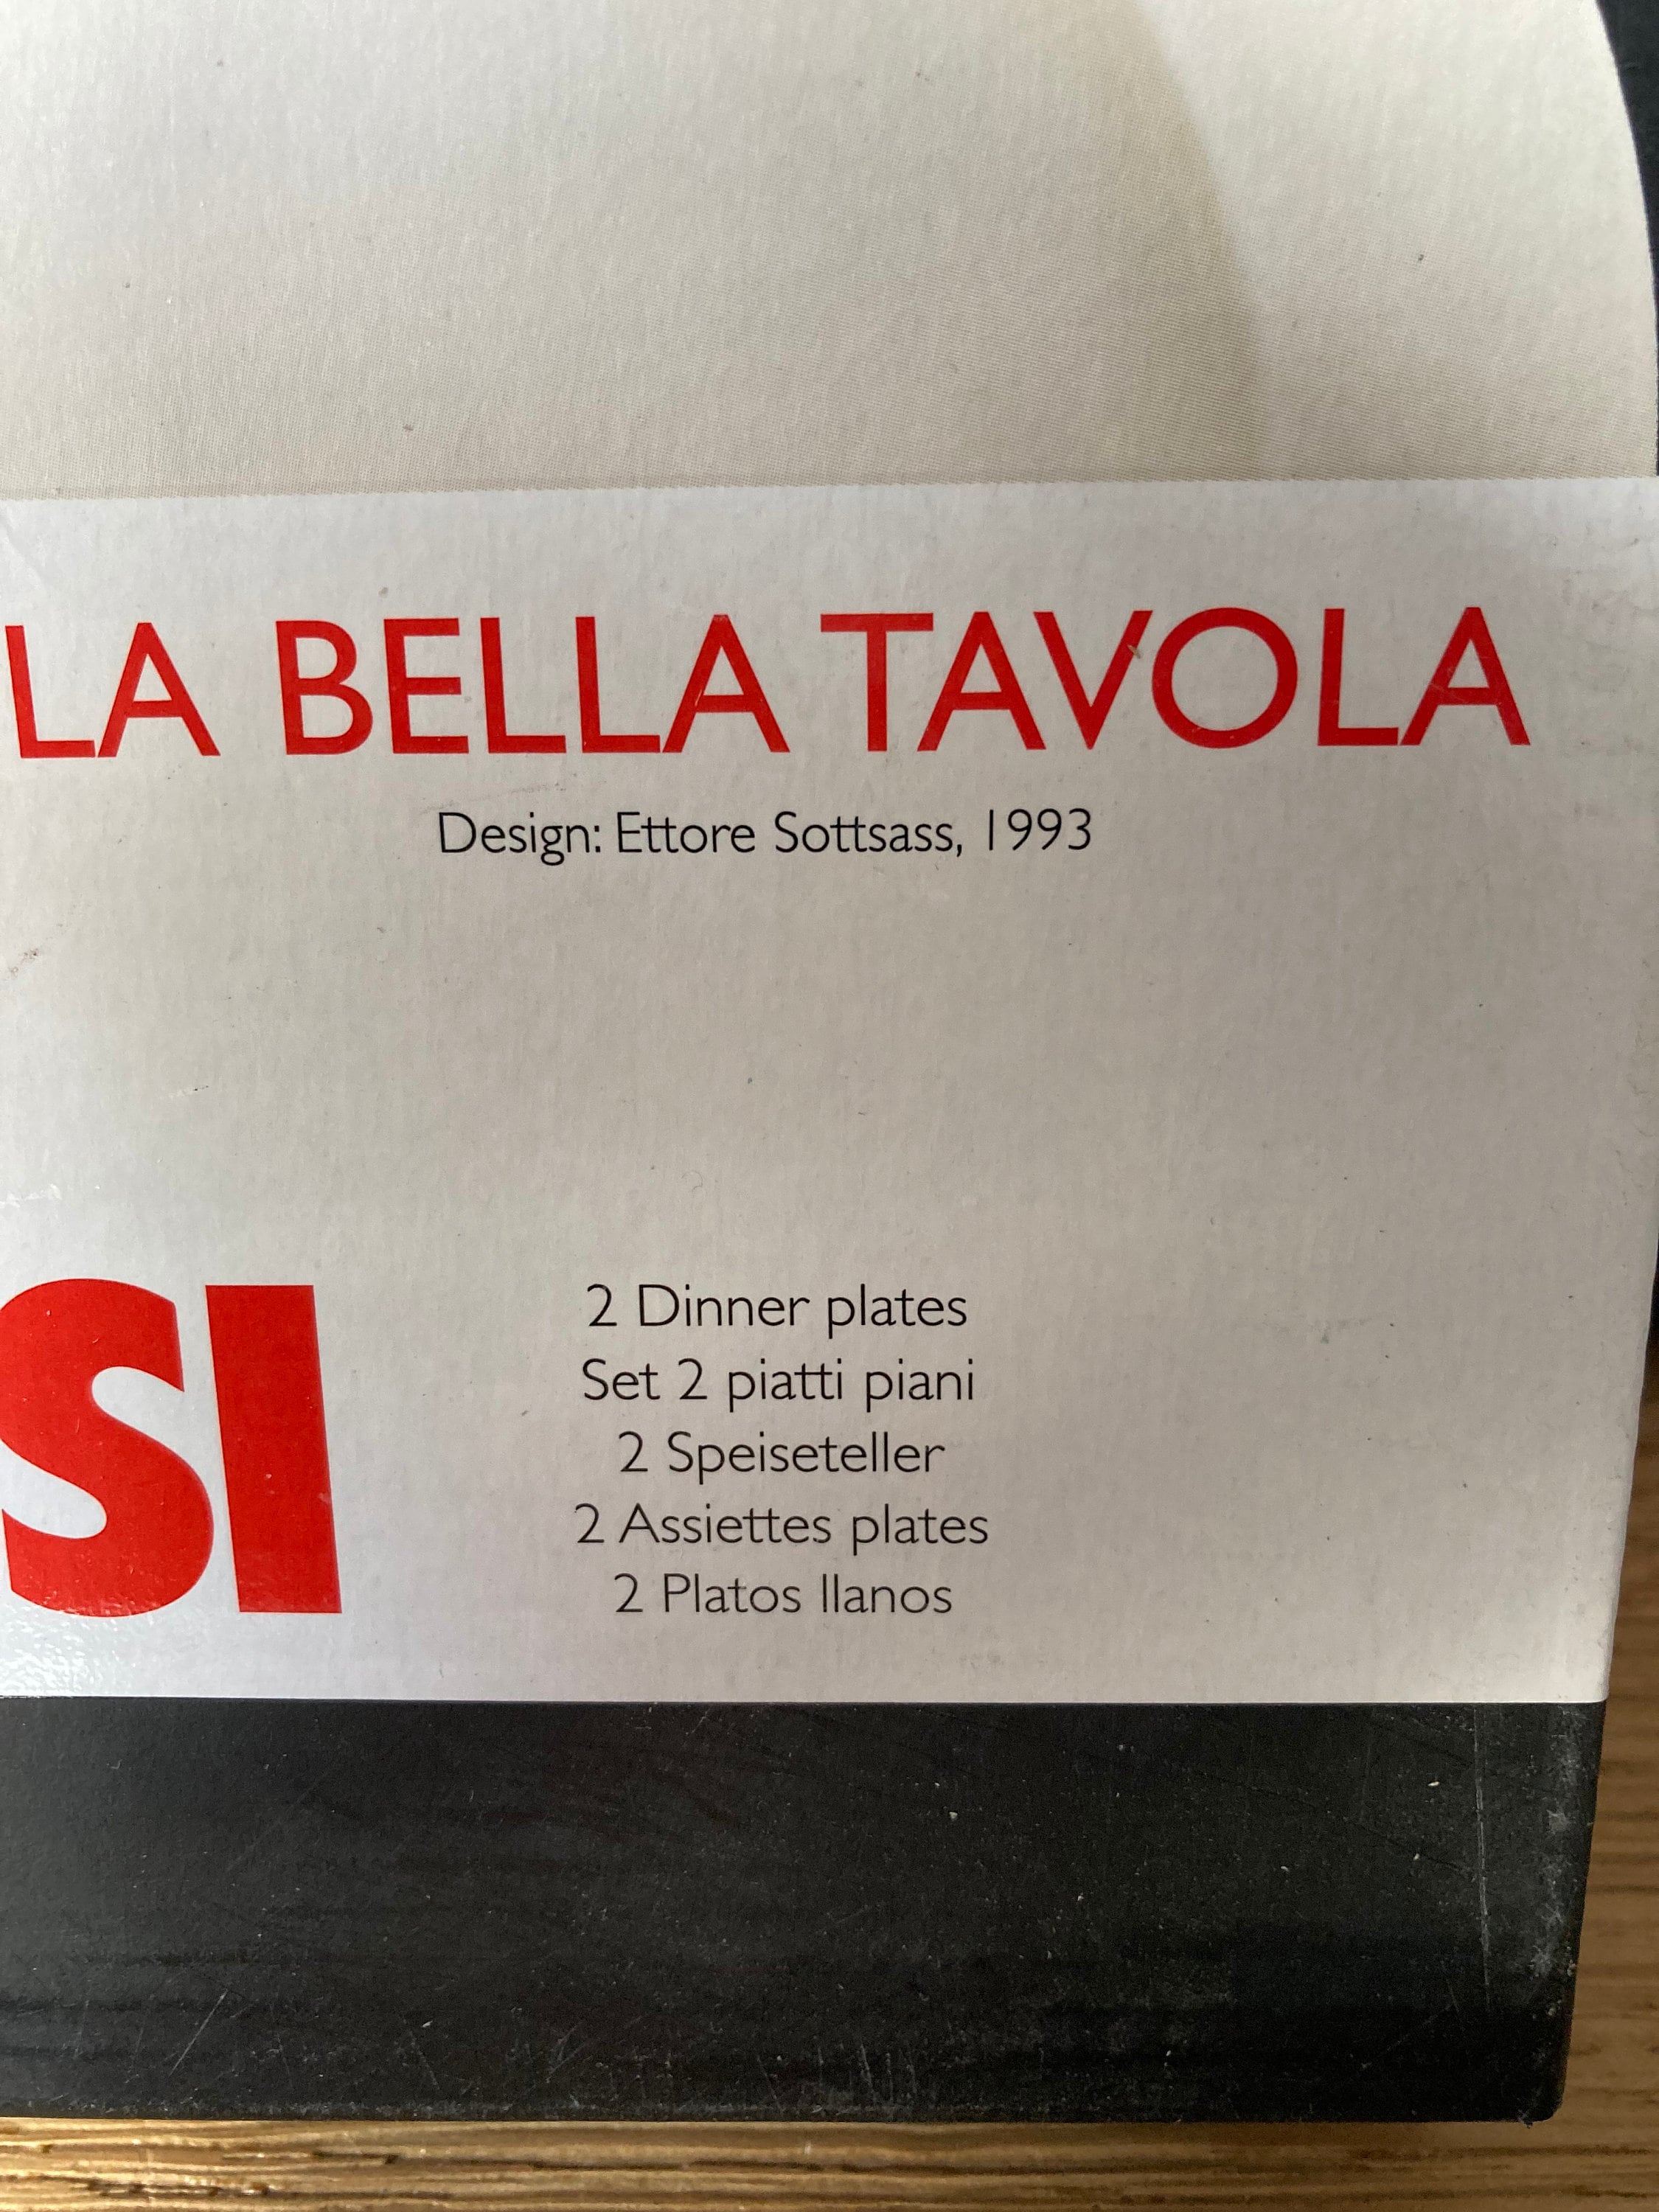 LA BELLA TAVOLA
Design: Ettore Sottsass, 1993
SI
2 Dinner plates
Set 2 piatti piani
2 Speiseteller
2 Assiettes plates
2 Platos llanos